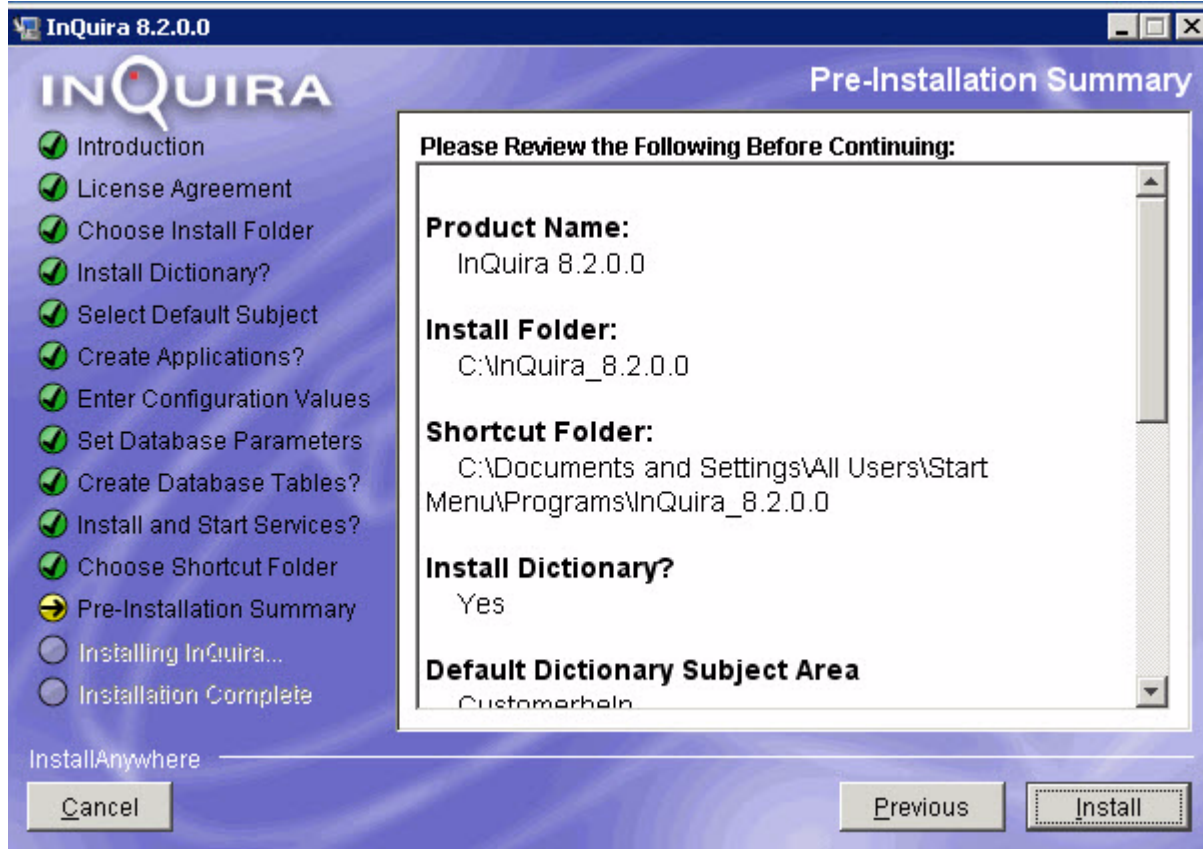 InQuira 8.2.0.0
INQUIRA
Pre-Installation Summary
Introduction
License Agreement
Choose Install Folder
Install Dictionary?
Select Default Subject
Create Applications?
Enter Configuration Values
Set Database Parameters
Create Database Tables?
Install and Start Services?
Choose Shortcut Folder
Pre-Installation Summary
Installing InQuira...
Installation Complete
Please Review the Following Before Continuing:
Product Name:
InQuira 8.2.0.0
Install Folder:
C:\InQuira_8.2.0.0
Shortcut Folder:
C:\Documents and Settings\All Users\Start
Menu\Programs\InQuira_8.2.0.0
Install Dictionary?
Yes
Default Dictionary Subject Area
Customerhelp
InstallAnywhere
Cancel
Previous
Install